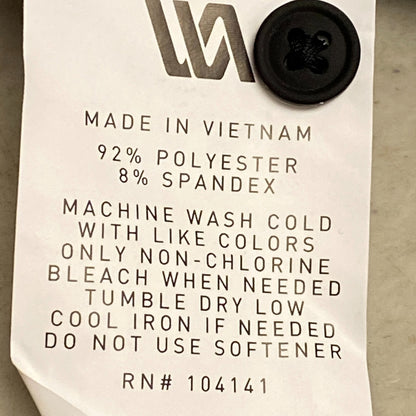 MADE IN VIETNAM
92% POLYESTER
8% SPANDEX
MACHINE WASH COLD
WITH LIKE COLORS
ONLY NON-CHLORINE
BLEACH WHEN NEEDED
TUMBLE DRY LOW
COOL IRON IF NEEDED
DO NOT USE SOFTENER
RN# 104141